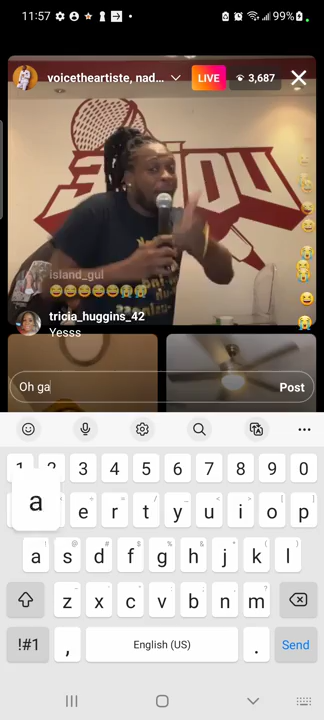 11:57
99%
voicetheartiste, nad...
LIVE
3,687
island_gul
tricia_huggins_42
Yesss
Oh ga
Post
1 2 3 4 5 6 7 8 9 0
a
e r t y u i o p
a s d f g h j k l
z x c v b n m
!#1 , English (US) . Send